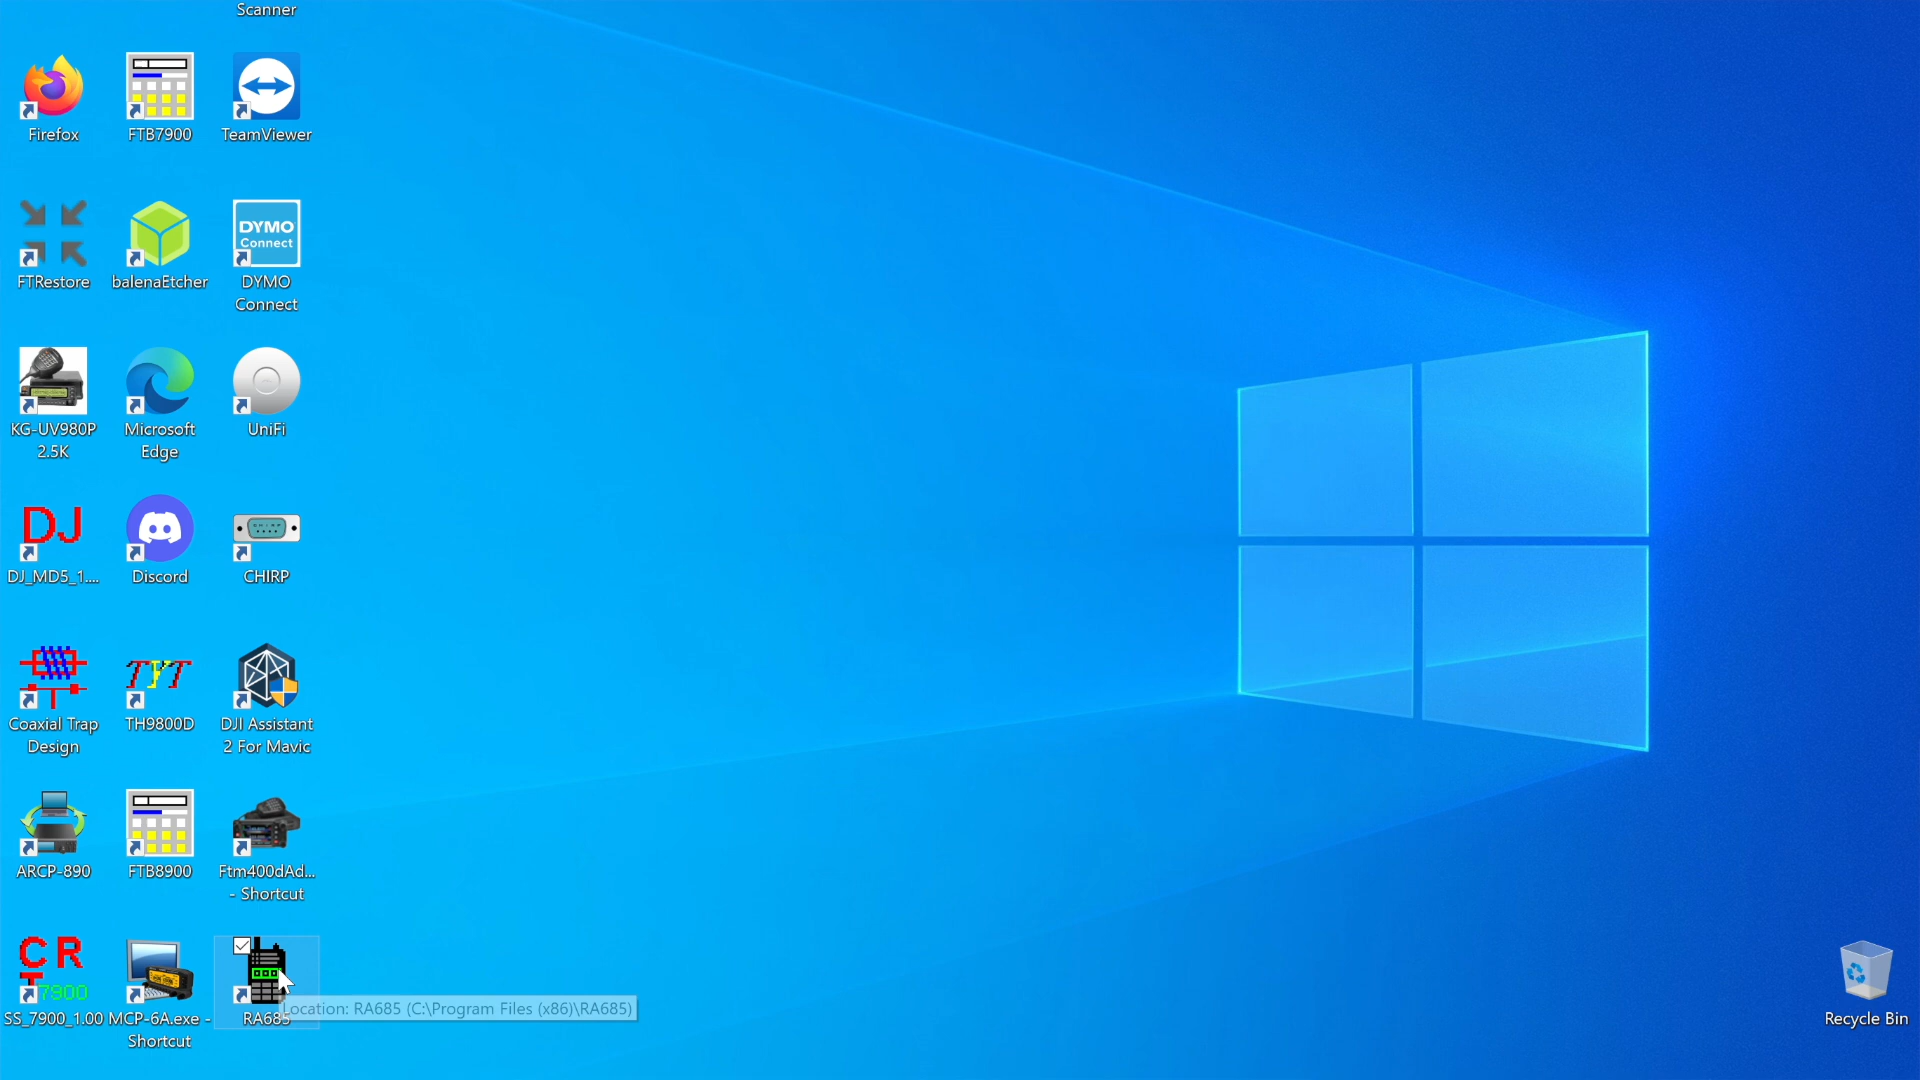 Scanner
Firefox
FTB7900
TeamViewer
FTRestore
balenaEtcher
DYMO
Connect
DYMO
Connect
KG-UV980P
2.5K
Microsoft
Edge
UniFi
DJ
DJ_MD5_1....
Discord
CHIRP
Coaxial Trap
Design
TYT
TH9800D
DJI Assistant
2 For Mavic
ARCP-890
FTB8900
Ftm400dAd...
- Shortcut
CRT
7900
SS_7900_1.00
MCP-6A.exe -
Shortcut
RA685
Location: RA685 (C:\Program Files (x86)\RA685)
Recycle Bin